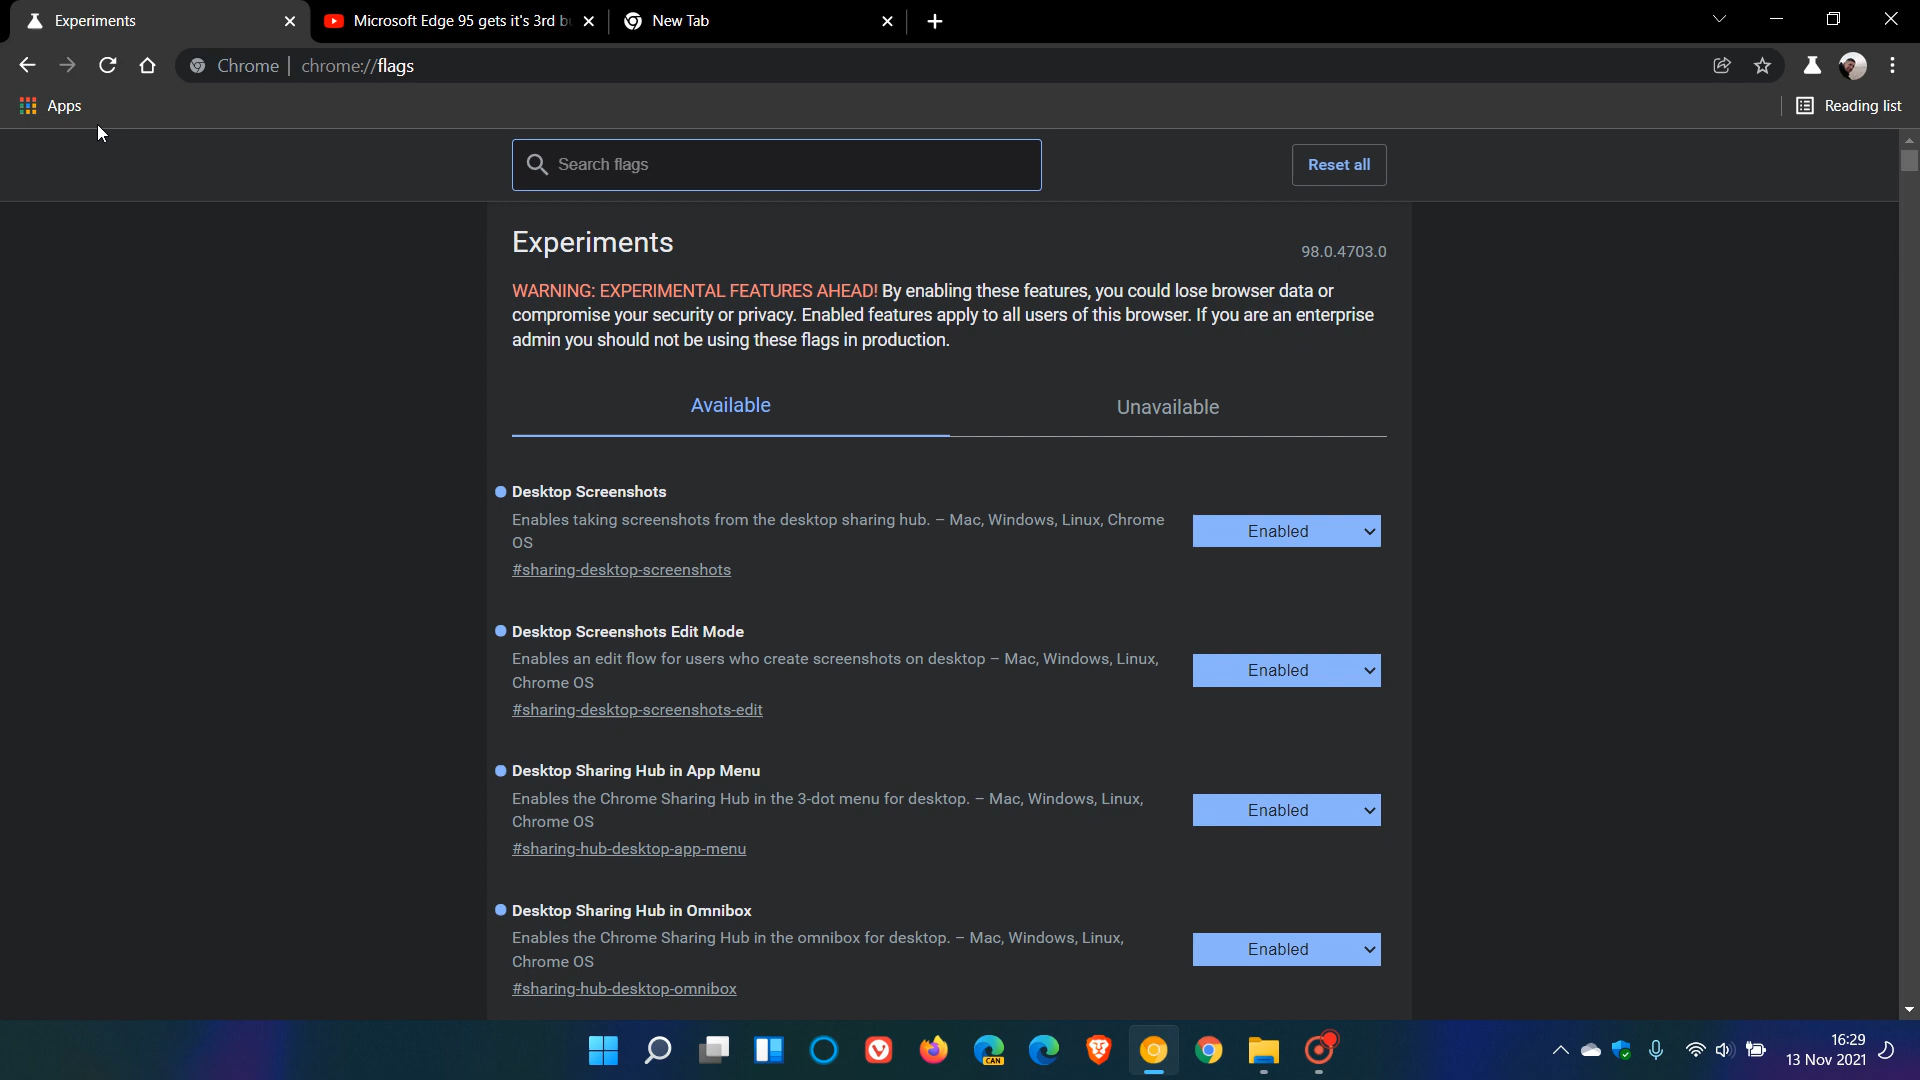 Experiments
Microsoft Edge 95 gets it's 3rd b
New Tab
Chrome
chrome://flags
Apps
Reading list
Search flags
Reset all
Experiments
98.0.4703.0
WARNING: EXPERIMENTAL FEATURES AHEAD! By enabling these features, you could lose browser data or
compromise your security or privacy. Enabled features apply to all users of this browser. If you are an enterprise
admin you should not be using these flags in production.
Available
Unavailable
Desktop Screenshots
Enables taking screenshots from the desktop sharing hub. – Mac, Windows, Linux, Chrome
OS
#sharing-desktop-screenshots
Enabled
Desktop Screenshots Edit Mode
Enables an edit flow for users who create screenshots on desktop – Mac, Windows, Linux,
Chrome OS
#sharing-desktop-screenshots-edit
Enabled
Desktop Sharing Hub in App Menu
Enables the Chrome Sharing Hub in the 3-dot menu for desktop. – Mac, Windows, Linux,
Chrome OS
#sharing-hub-desktop-app-menu
Enabled
Desktop Sharing Hub in Omnibox
Enables the Chrome Sharing Hub in the omnibox for desktop. – Mac, Windows, Linux,
Chrome OS
#sharing-hub-desktop-omnibox
Enabled
CAN
16:29
13 Nov 2021